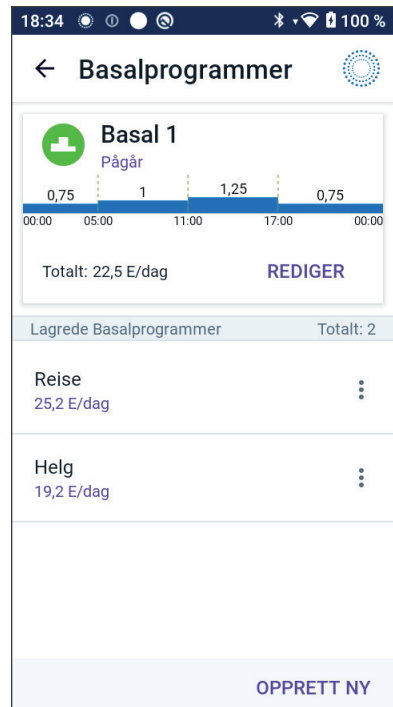 18:34 100 %
Basalprogrammer
Basal 1
Pågår
0,75 1 1,25 0,75
00:00 05:00 11:00 17:00 00:00
Totalt: 22,5 E/dag REDIGER
Lagrede Basalprogrammer Totalt: 2
Reise
25,2 E/dag
Helg
19,2 E/dag
OPPRETT NY